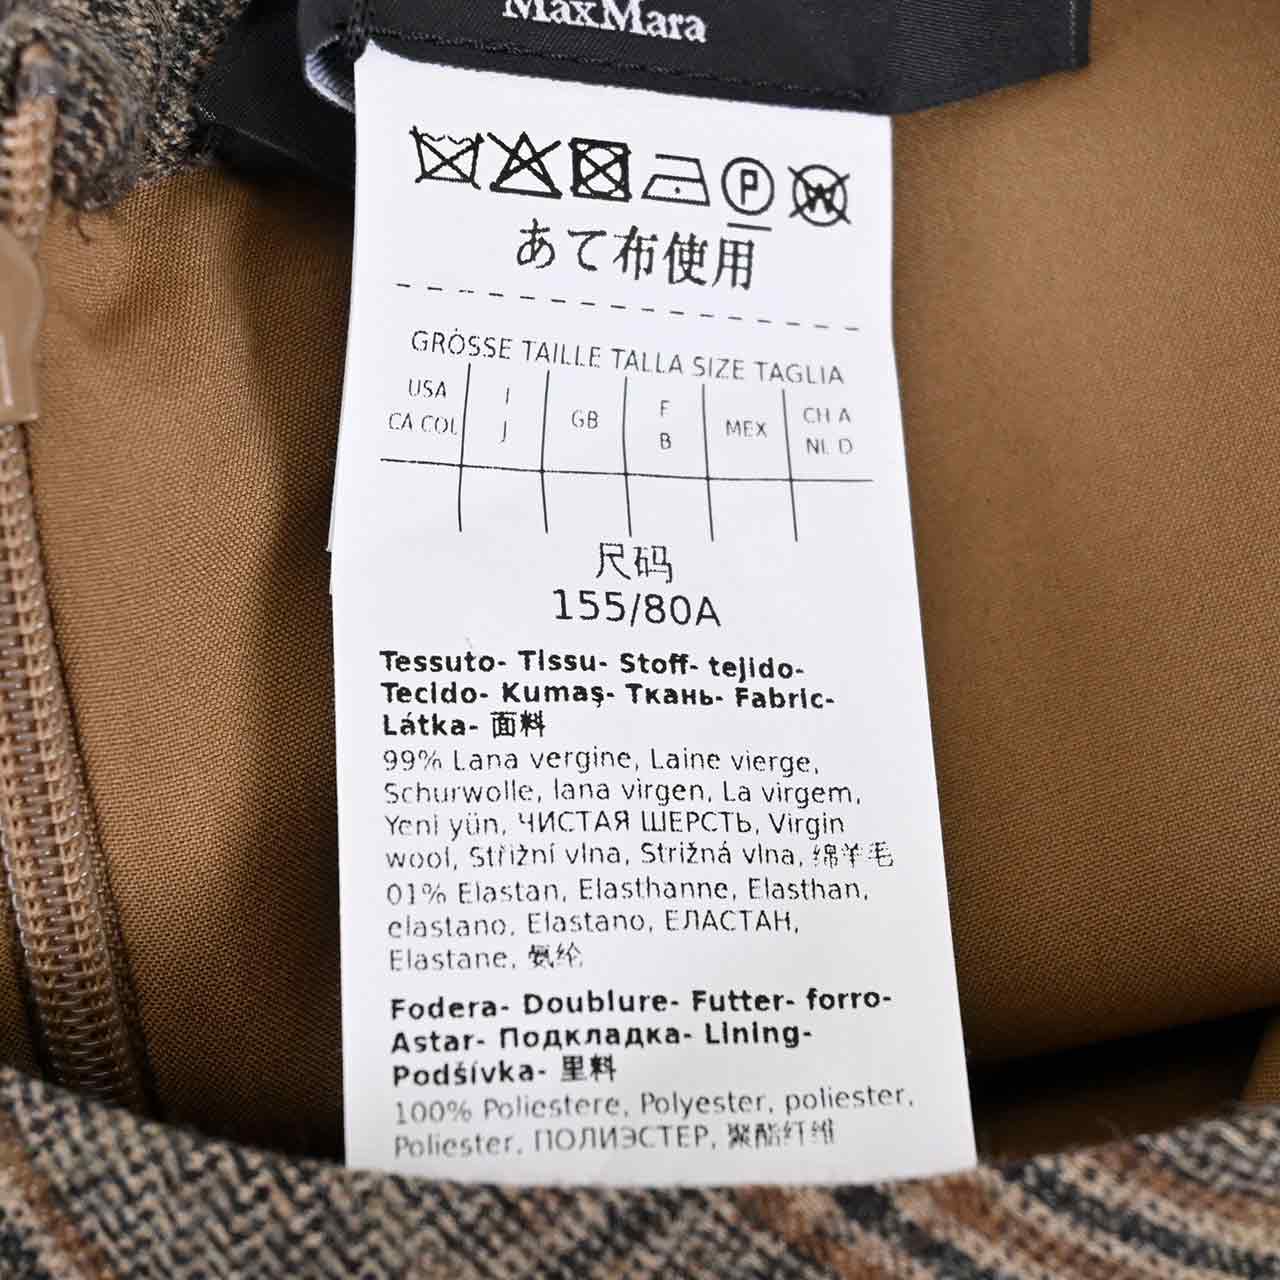 MaxMara
P
W
あて布使用
GRÖSSE TAILLE TALLA SIZE TAGLIA
USA
CA COL
I
J
GB
F
B
MEX
CH A
NL D
尺码
155/80A
Tessuto- Tissu- Stoff- tejido-
Tecido- Kumaş- Ткань- Fabric-
Látka- 面料
99% Lana vergine, Laine vierge,
Schurwolle, lana virgen, La virgem,
Yeni yün, ЧИСТАЯ ШЕРСТЬ, Virgin
wool, Střižní vlna, Strižná vlna, 绵羊毛
01% Elastan, Elasthanne, Elasthan,
elastano, Elastano, ЕЛАСТАН,
Elastane, 氨纶
Fodera- Doublure- Futter- forro-
Astar- Подкладка- Lining-
Podšívka- 里料
100% Poliestere, Polyester, poliester,
Poliester, ПОЛИЭСТЕР, 聚酯纤维